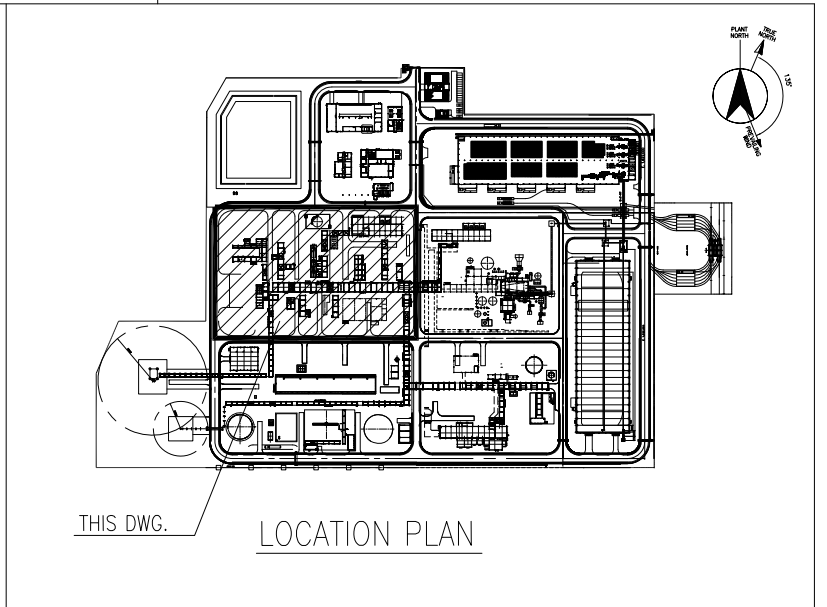 PLANT
NORTH
TRUE
NORTH
135°
PREVAILING
WIND
THIS DWG.
LOCATION PLAN